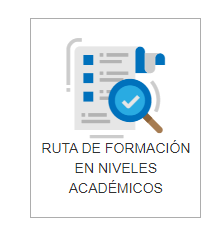 RUTA DE FORMACIÓN
EN NIVELES
ACADÉMICOS